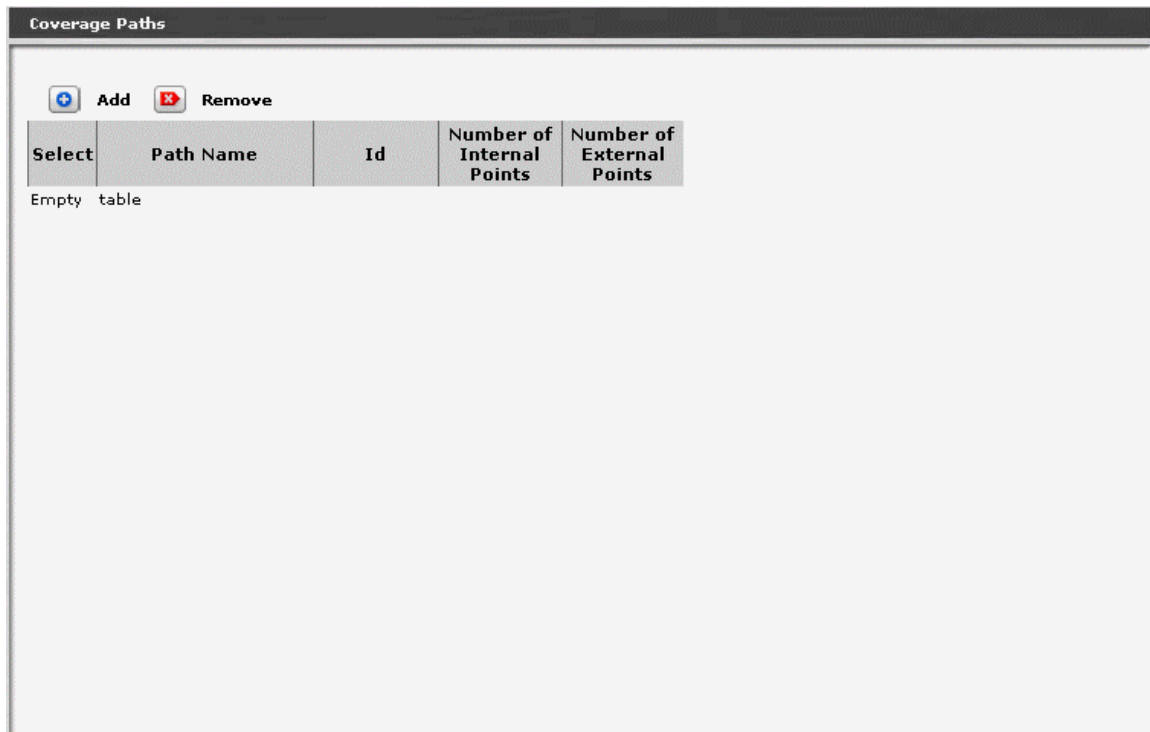 Coverage Paths
Add Remove
Select Path Name Id Number of Internal Points Number of External Points
Empty table